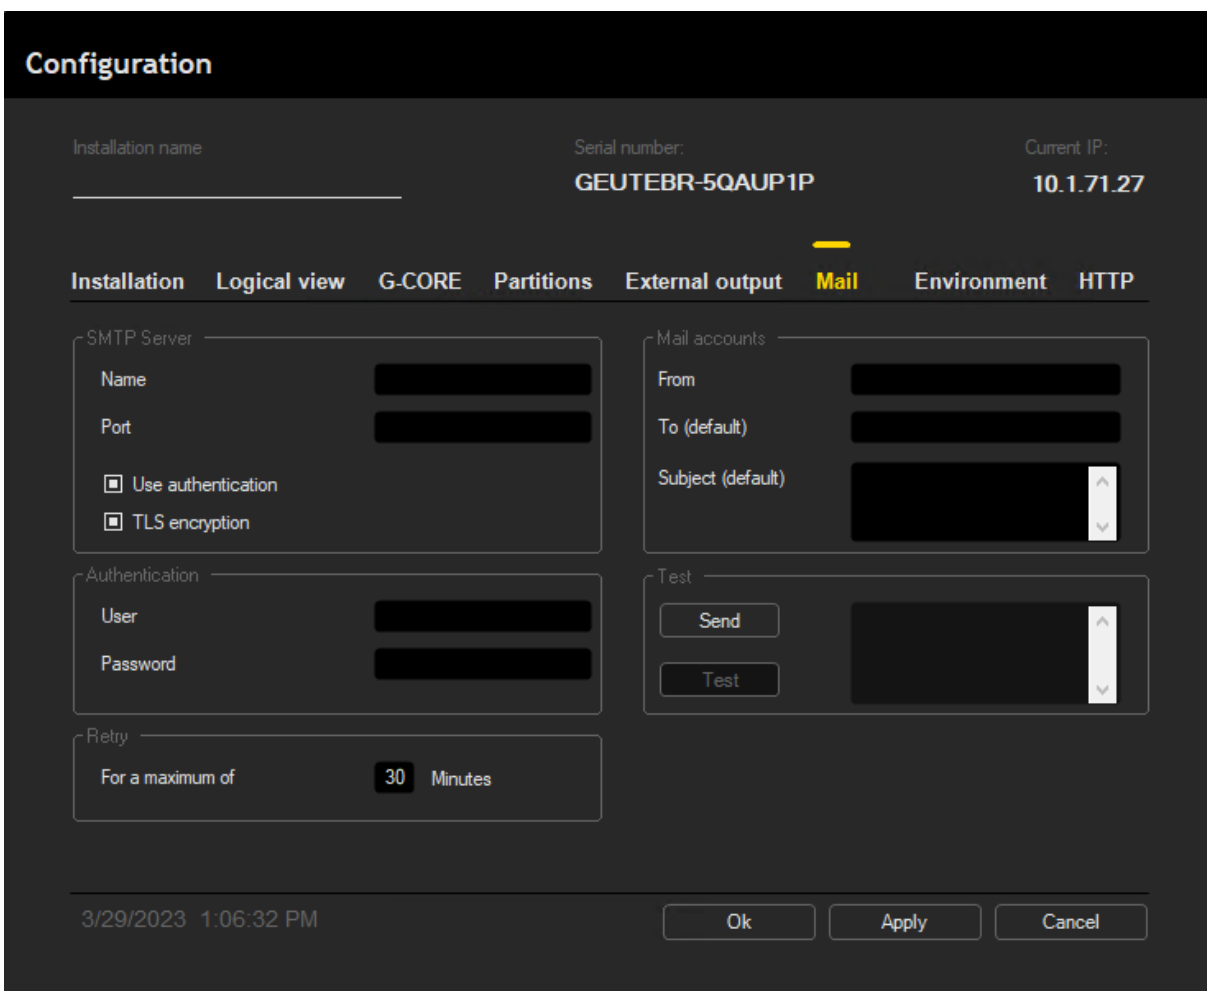 Configuration
Installation name
Serial number:
Current IP:
GEUTEBR-5QAUP1P
10.1.71.27
Installation Logical view G-CORE Partitions External output Mail Environment HTTP
SMTP Server
Name
Port
Use authentication
TLS encryption
Mail accounts
From
To (default)
Subject (default)
Authentication
User
Password
Test
Send
Test
Retry
For a maximum of 30 Minutes
3/29/2023 1:06:32 PM
Ok
Apply
Cancel